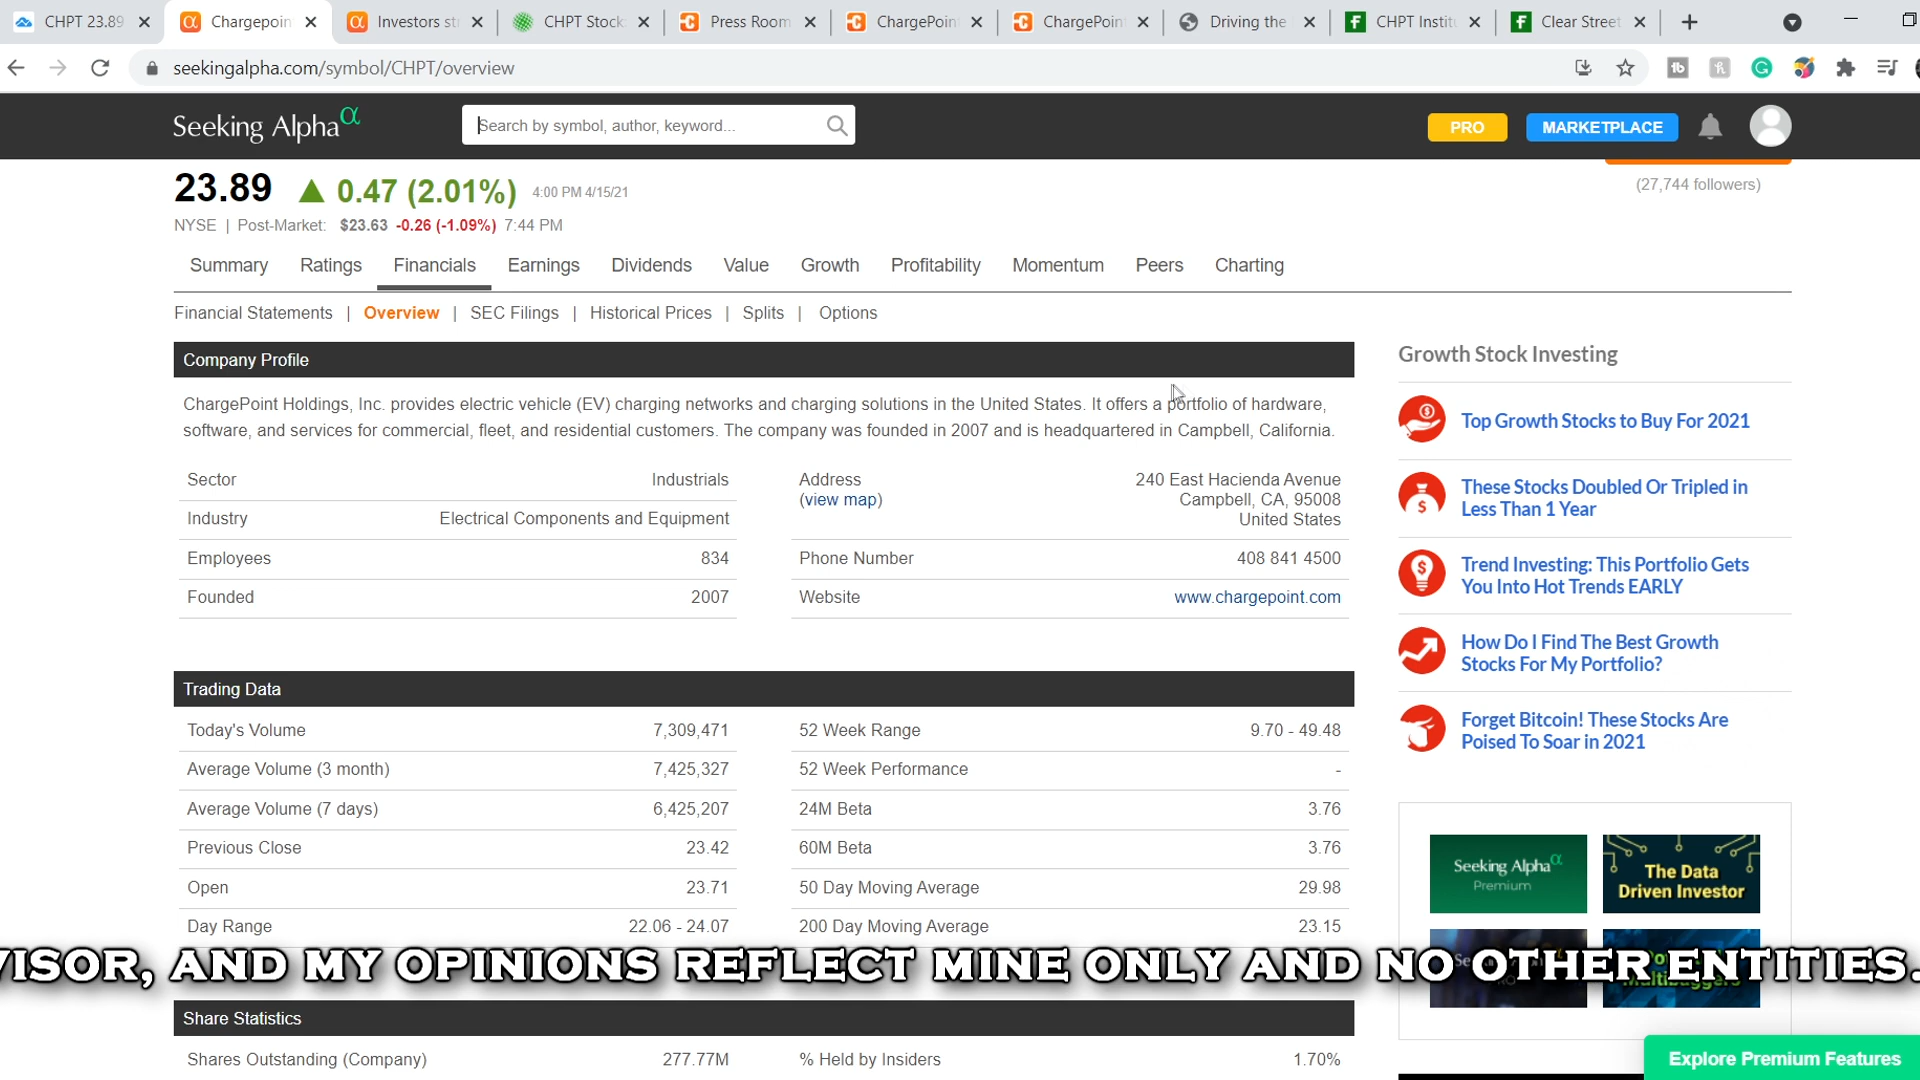 CHPT 23.89
Chargepoin
Investors st
CHPT Stock
Press Room
ChargePoin
ChargePoin
Driving the
CHPT Institu
Clear Street
seekingalpha.com/symbol/CHPT/overview
Seeking Alpha α
Search by symbol, author, keyword...
PRO
MARKETPLACE
23.89 ▲ 0.47 (2.01%) 4:00 PM 4/15/21
(27,744 followers)
NYSE | Post-Market: $23.63 -0.26 (-1.09%) 7:44 PM
Summary Ratings Financials Earnings Dividends Value Growth Profitability Momentum Peers Charting
Financial Statements | Overview | SEC Filings | Historical Prices | Splits | Options
Company Profile
ChargePoint Holdings, Inc. provides electric vehicle (EV) charging networks and charging solutions in the United States. It offers a portfolio of hardware,
software, and services for commercial, fleet, and residential customers. The company was founded in 2007 and is headquartered in Campbell, California.
Sector Industrials
Industry Electrical Components and Equipment
Employees 834
Founded 2007
Address 240 East Hacienda Avenue
(view map) Campbell, CA, 95008
United States
Phone Number 408 841 4500
Website www.chargepoint.com
Trading Data
Today's Volume 7,309,471
Average Volume (3 month) 7,425,327
Average Volume (7 days) 6,425,207
Previous Close 23.42
Open 23.71
Day Range 22.06 - 24.07
52 Week Range 9.70 - 49.48
52 Week Performance -
24M Beta 3.76
60M Beta 3.76
50 Day Moving Average 29.98
200 Day Moving Average 23.15
VISOR, AND MY OPINIONS REFLECT MINE ONLY AND NO OTHER ENTITIES.
Share Statistics
Shares Outstanding (Company) 277.77M
% Held by Insiders 1.70%
Growth Stock Investing
Top Growth Stocks to Buy For 2021
These Stocks Doubled Or Tripled in
Less Than 1 Year
Trend Investing: This Portfolio Gets
You Into Hot Trends EARLY
How Do I Find The Best Growth
Stocks For My Portfolio?
Forget Bitcoin! These Stocks Are
Poised To Soar in 2021
Seeking Alpha α
Premium
The Data
Driven Investor
Multibaggers
Explore Premium Features